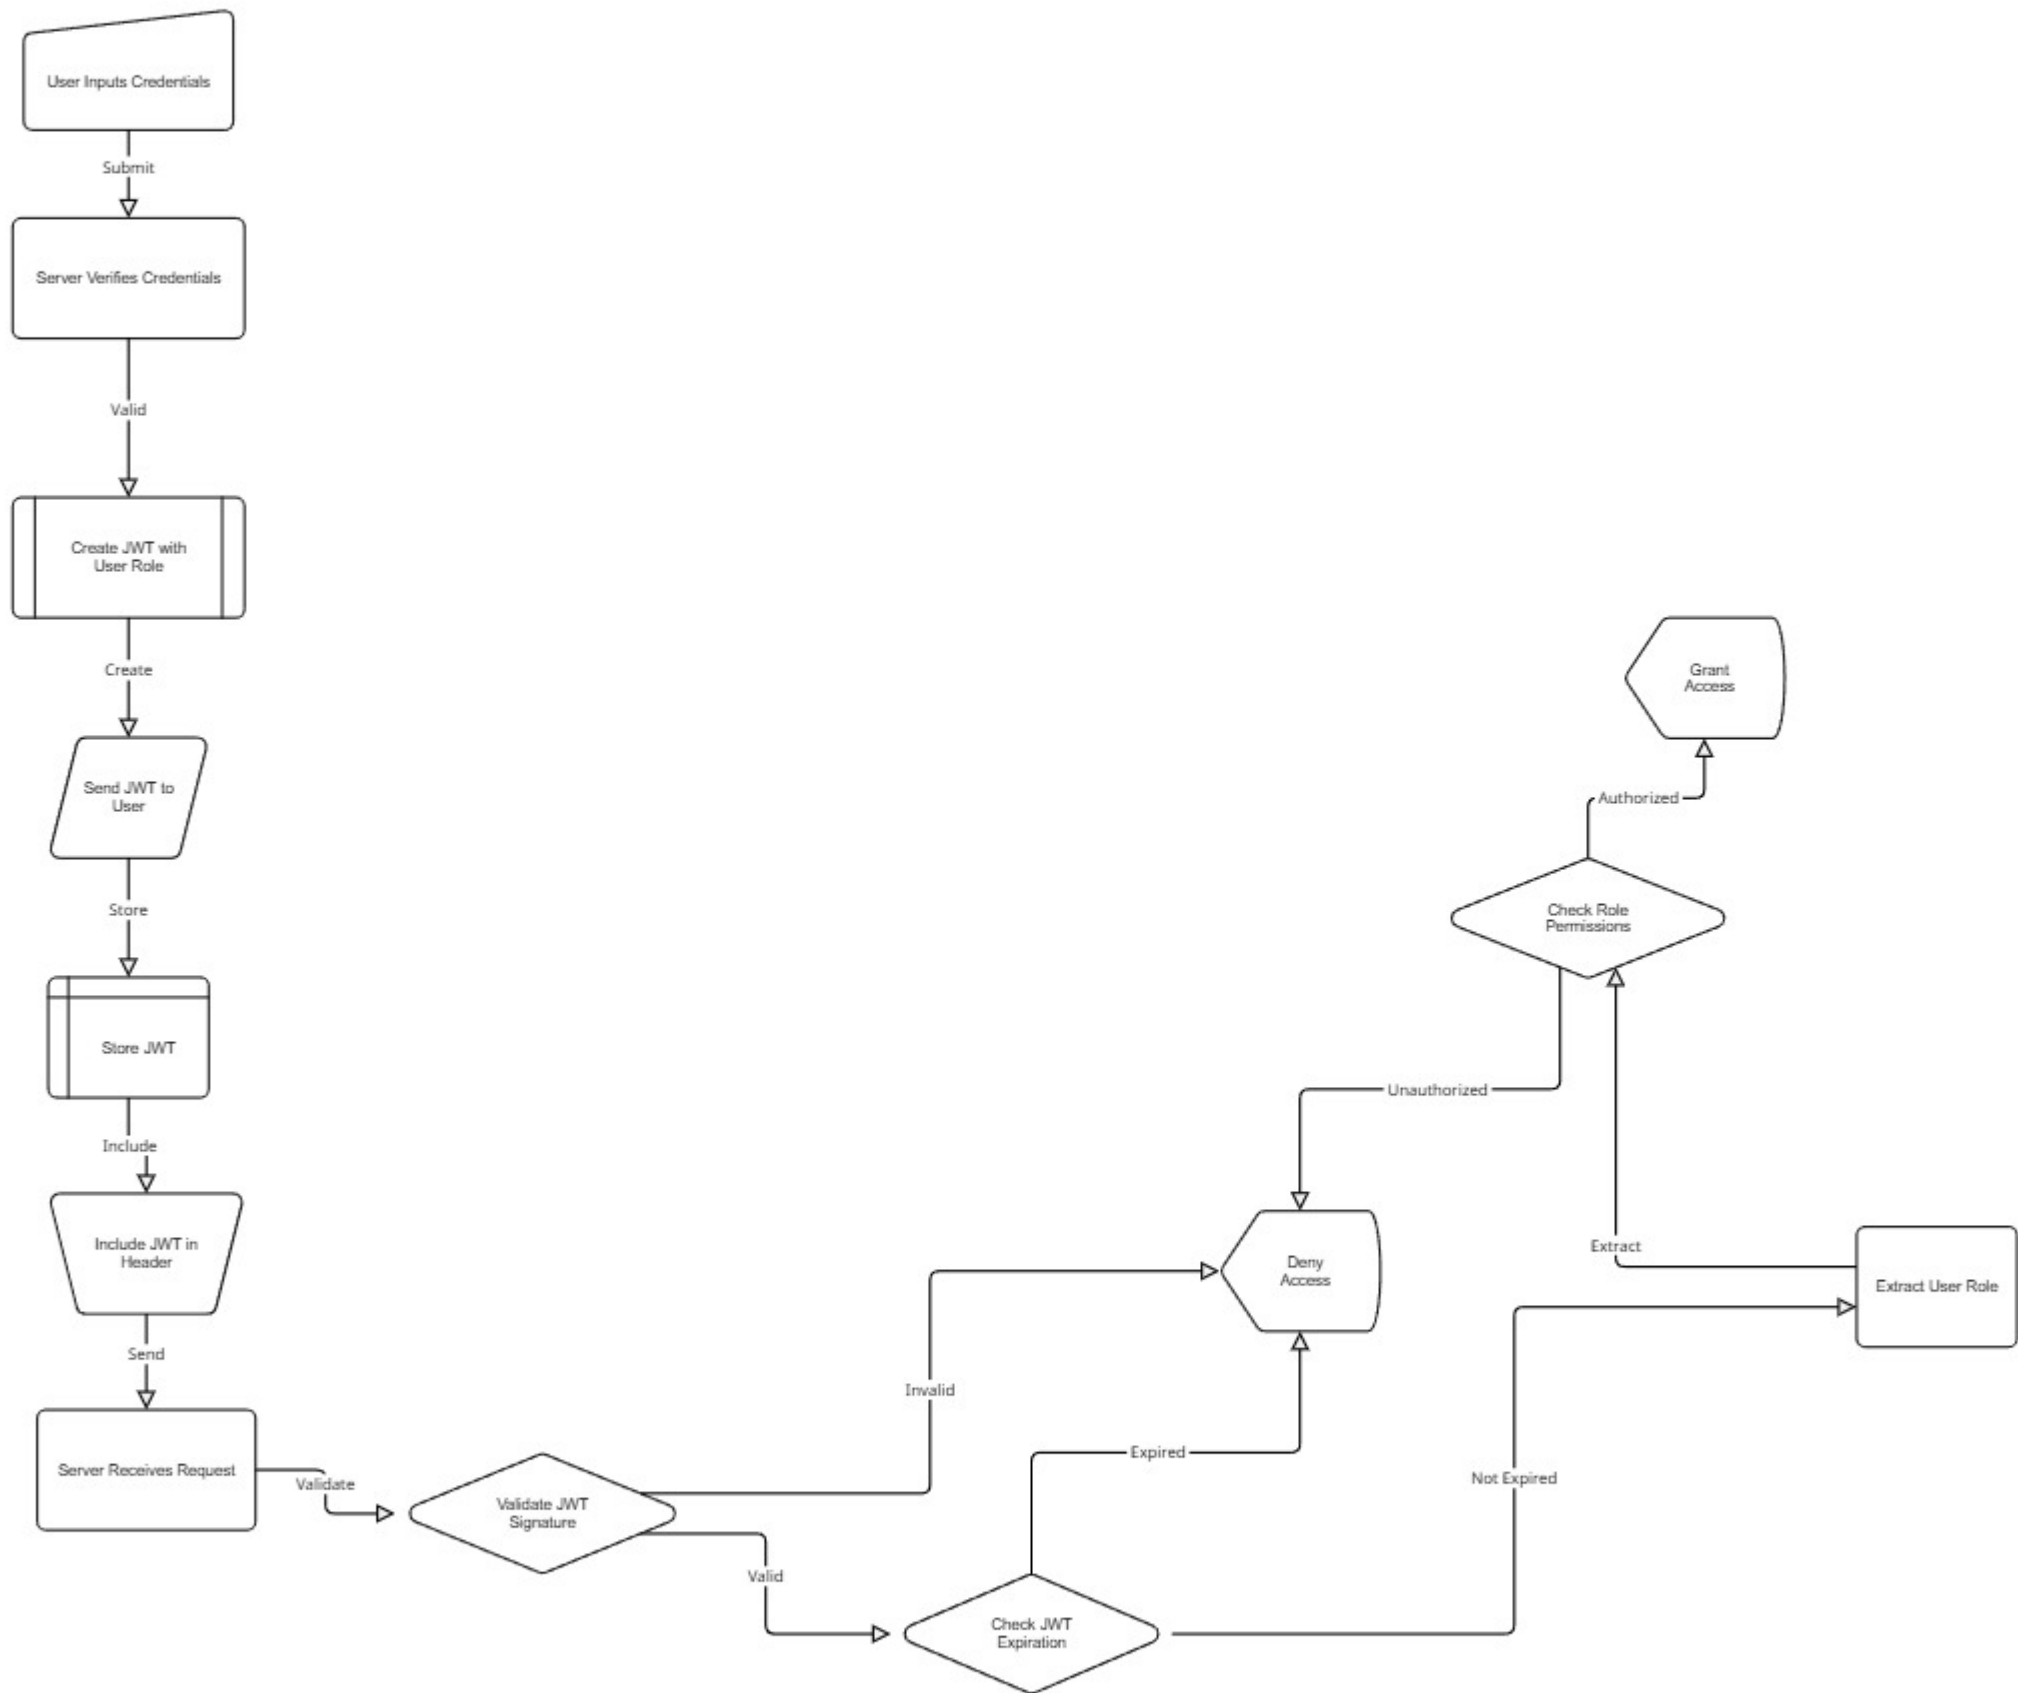 User Inputs Credentials
Submit
Server Verifies Credentials
Valid
Create JWT with
User Role
Create
Send JWT to
User
Store
Store JWT
Include
Include JWT in
Header
Send
Server Receives Request
Validate
Validate JWT
Signature
Invalid
Valid
Check JWT
Expiration
Expired
Not Expired
Deny
Access
Extract User Role
Extract
Check Role
Permissions
Unauthorized
Authorized
Grant
Access